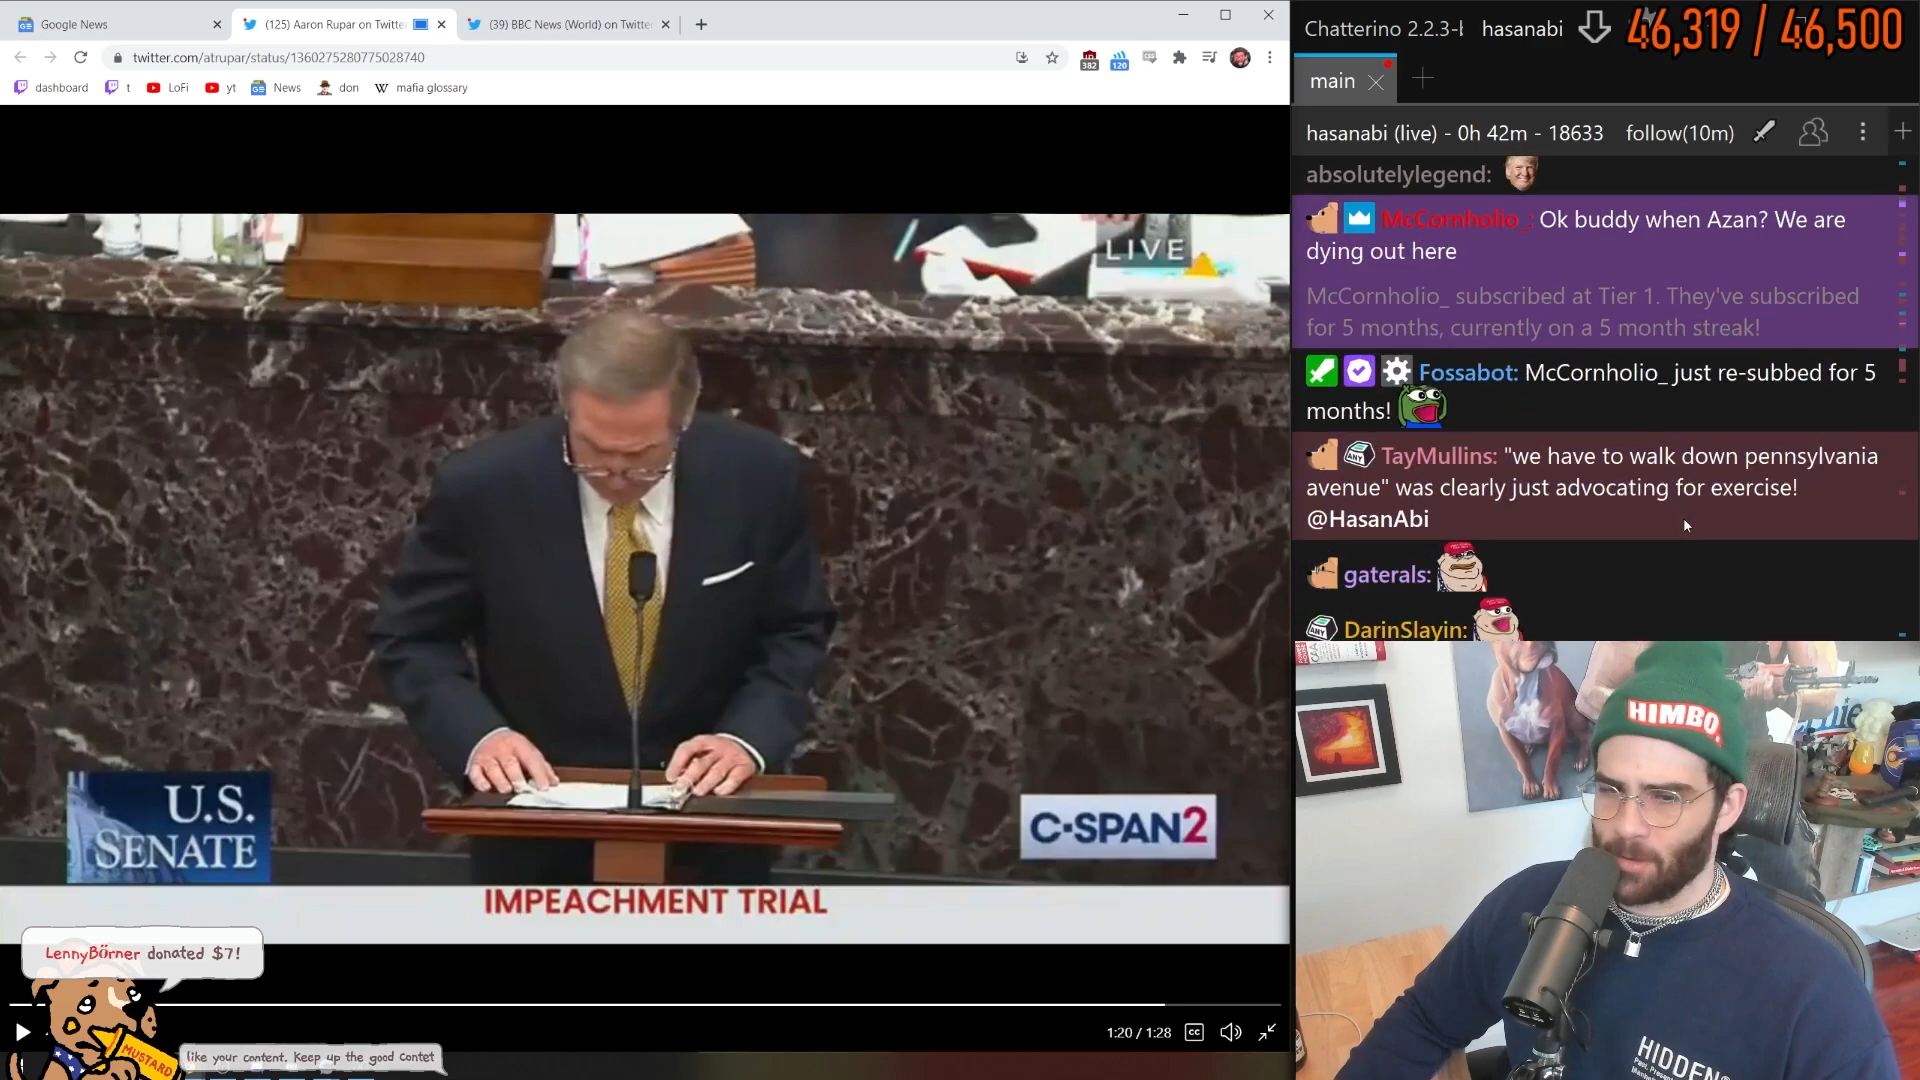 Google News
(125) Aaron Rupar on Twitte
(39) BBC News (World) on Twitte
twitter.com/atrupar/status/1360275280775028740
382
120
dashboard
t
LoFi
yt
News
don
W mafia glossary
LIVE
U.S.
SENATE
C-SPAN2
IMPEACHMENT TRIAL
LennyBörner donated $7!
MUSTARD
like your content. Keep up the good Contet
1:20 / 1:28
CC
Chatterino 2.2.3-b
hasanabi
46,319 / 46,500
main
hasanabi (live) - 0h 42m - 18633
follow(10m)
absolutelylegend:
McCornholio_: Ok buddy when Azan? We are
dying out here
McCornholio_ subscribed at Tier 1. They've subscribed
for 5 months, currently on a 5 month streak!
Fossabot: McCornholio_ just re-subbed for 5
months!
ANY TayMullins: "we have to walk down pennsylvania
avenue" was clearly just advocating for exercise!
@HasanAbi
gaterals:
ANY DarinSlayin:
HIMBO.
HIDDEN